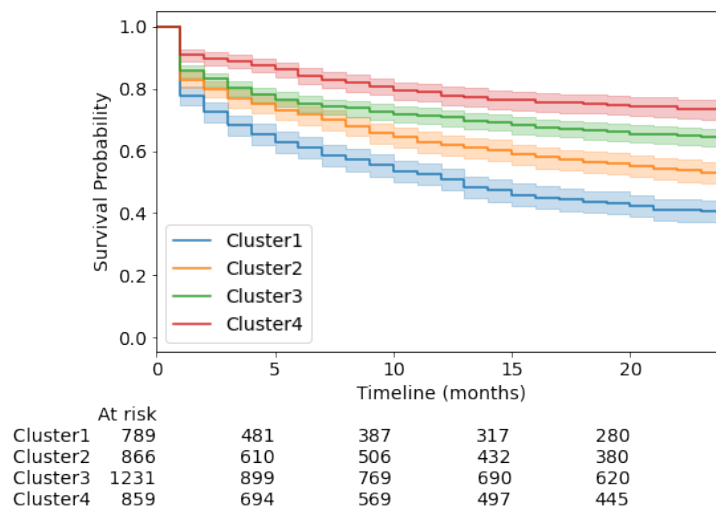 1.0
0.8
0.6
0.4
0.2
0.0
Survival Probability
Cluster1
Cluster2
Cluster3
Cluster4
0 5 10 15 20
Timeline (months)
At risk
Cluster1 789 481 387 317 280
Cluster2 866 610 506 432 380
Cluster3 1231 899 769 690 620
Cluster4 859 694 569 497 445